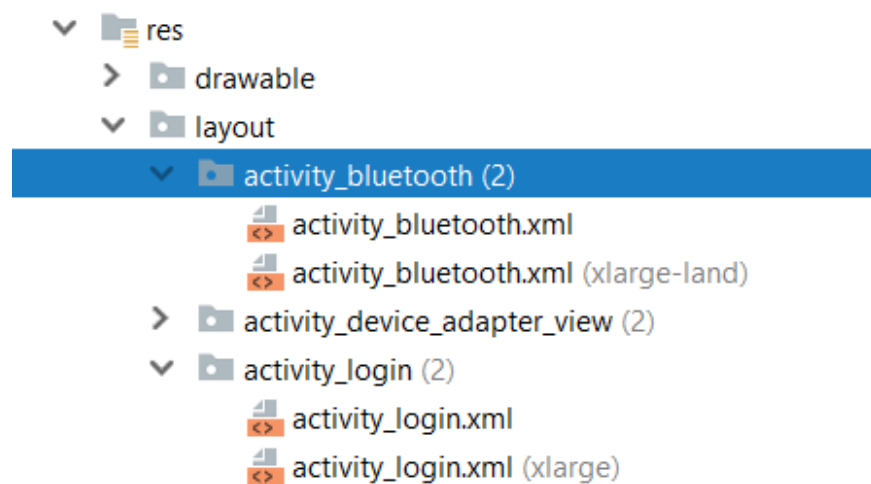 res
drawable
layout
activity_bluetooth (2)
activity_bluetooth.xml
activity_bluetooth.xml (xlarge-land)
activity_device_adapter_view (2)
activity_login (2)
activity_login.xml
activity_login.xml (xlarge)